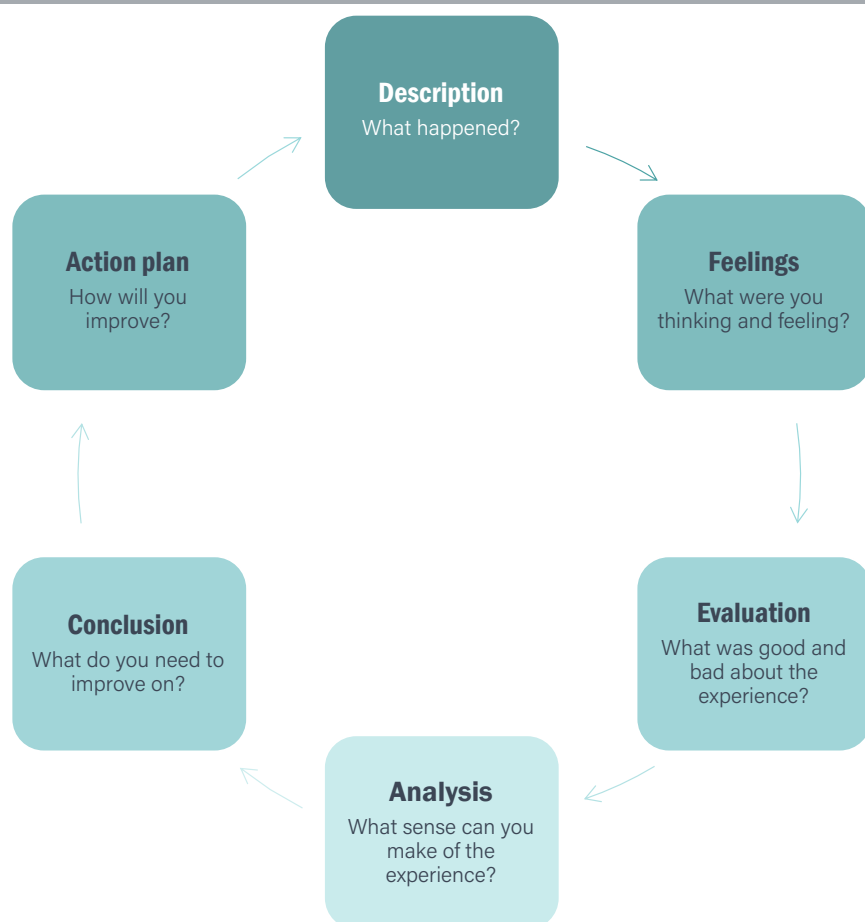 Description
What happened?
Feelings
What were you
thinking and feeling?
Evaluation
What was good and
bad about the
experience?
Analysis
What sense can you
make of the
experience?
Conclusion
What do you need to
improve on?
Action plan
How will you
improve?